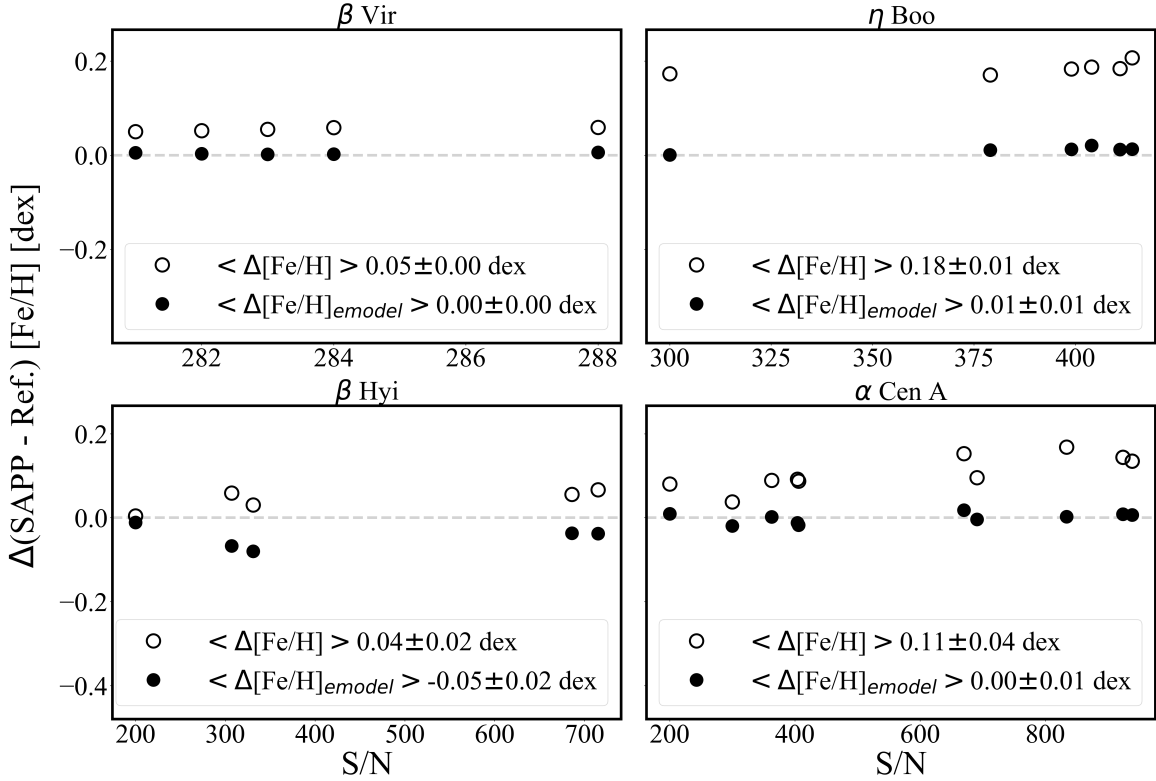 β Vir
η Boo
Δ(SAPP - Ref.) [Fe/H] [dex]
0.2
0.0
−0.2
< Δ[Fe/H] > 0.05±0.00 dex
< Δ[Fe/H]emodel > 0.00±0.00 dex
< Δ[Fe/H] > 0.18±0.01 dex
< Δ[Fe/H]emodel > 0.01±0.01 dex
282 284 286 288
300 325 350 375 400
β Hyi
α Cen A
0.2
0.0
−0.2
−0.4
< Δ[Fe/H] > 0.04±0.02 dex
< Δ[Fe/H]emodel > -0.05±0.02 dex
< Δ[Fe/H] > 0.11±0.04 dex
< Δ[Fe/H]emodel > 0.00±0.01 dex
200 300 400 500 600 700
200 400 600 800
S/N
S/N